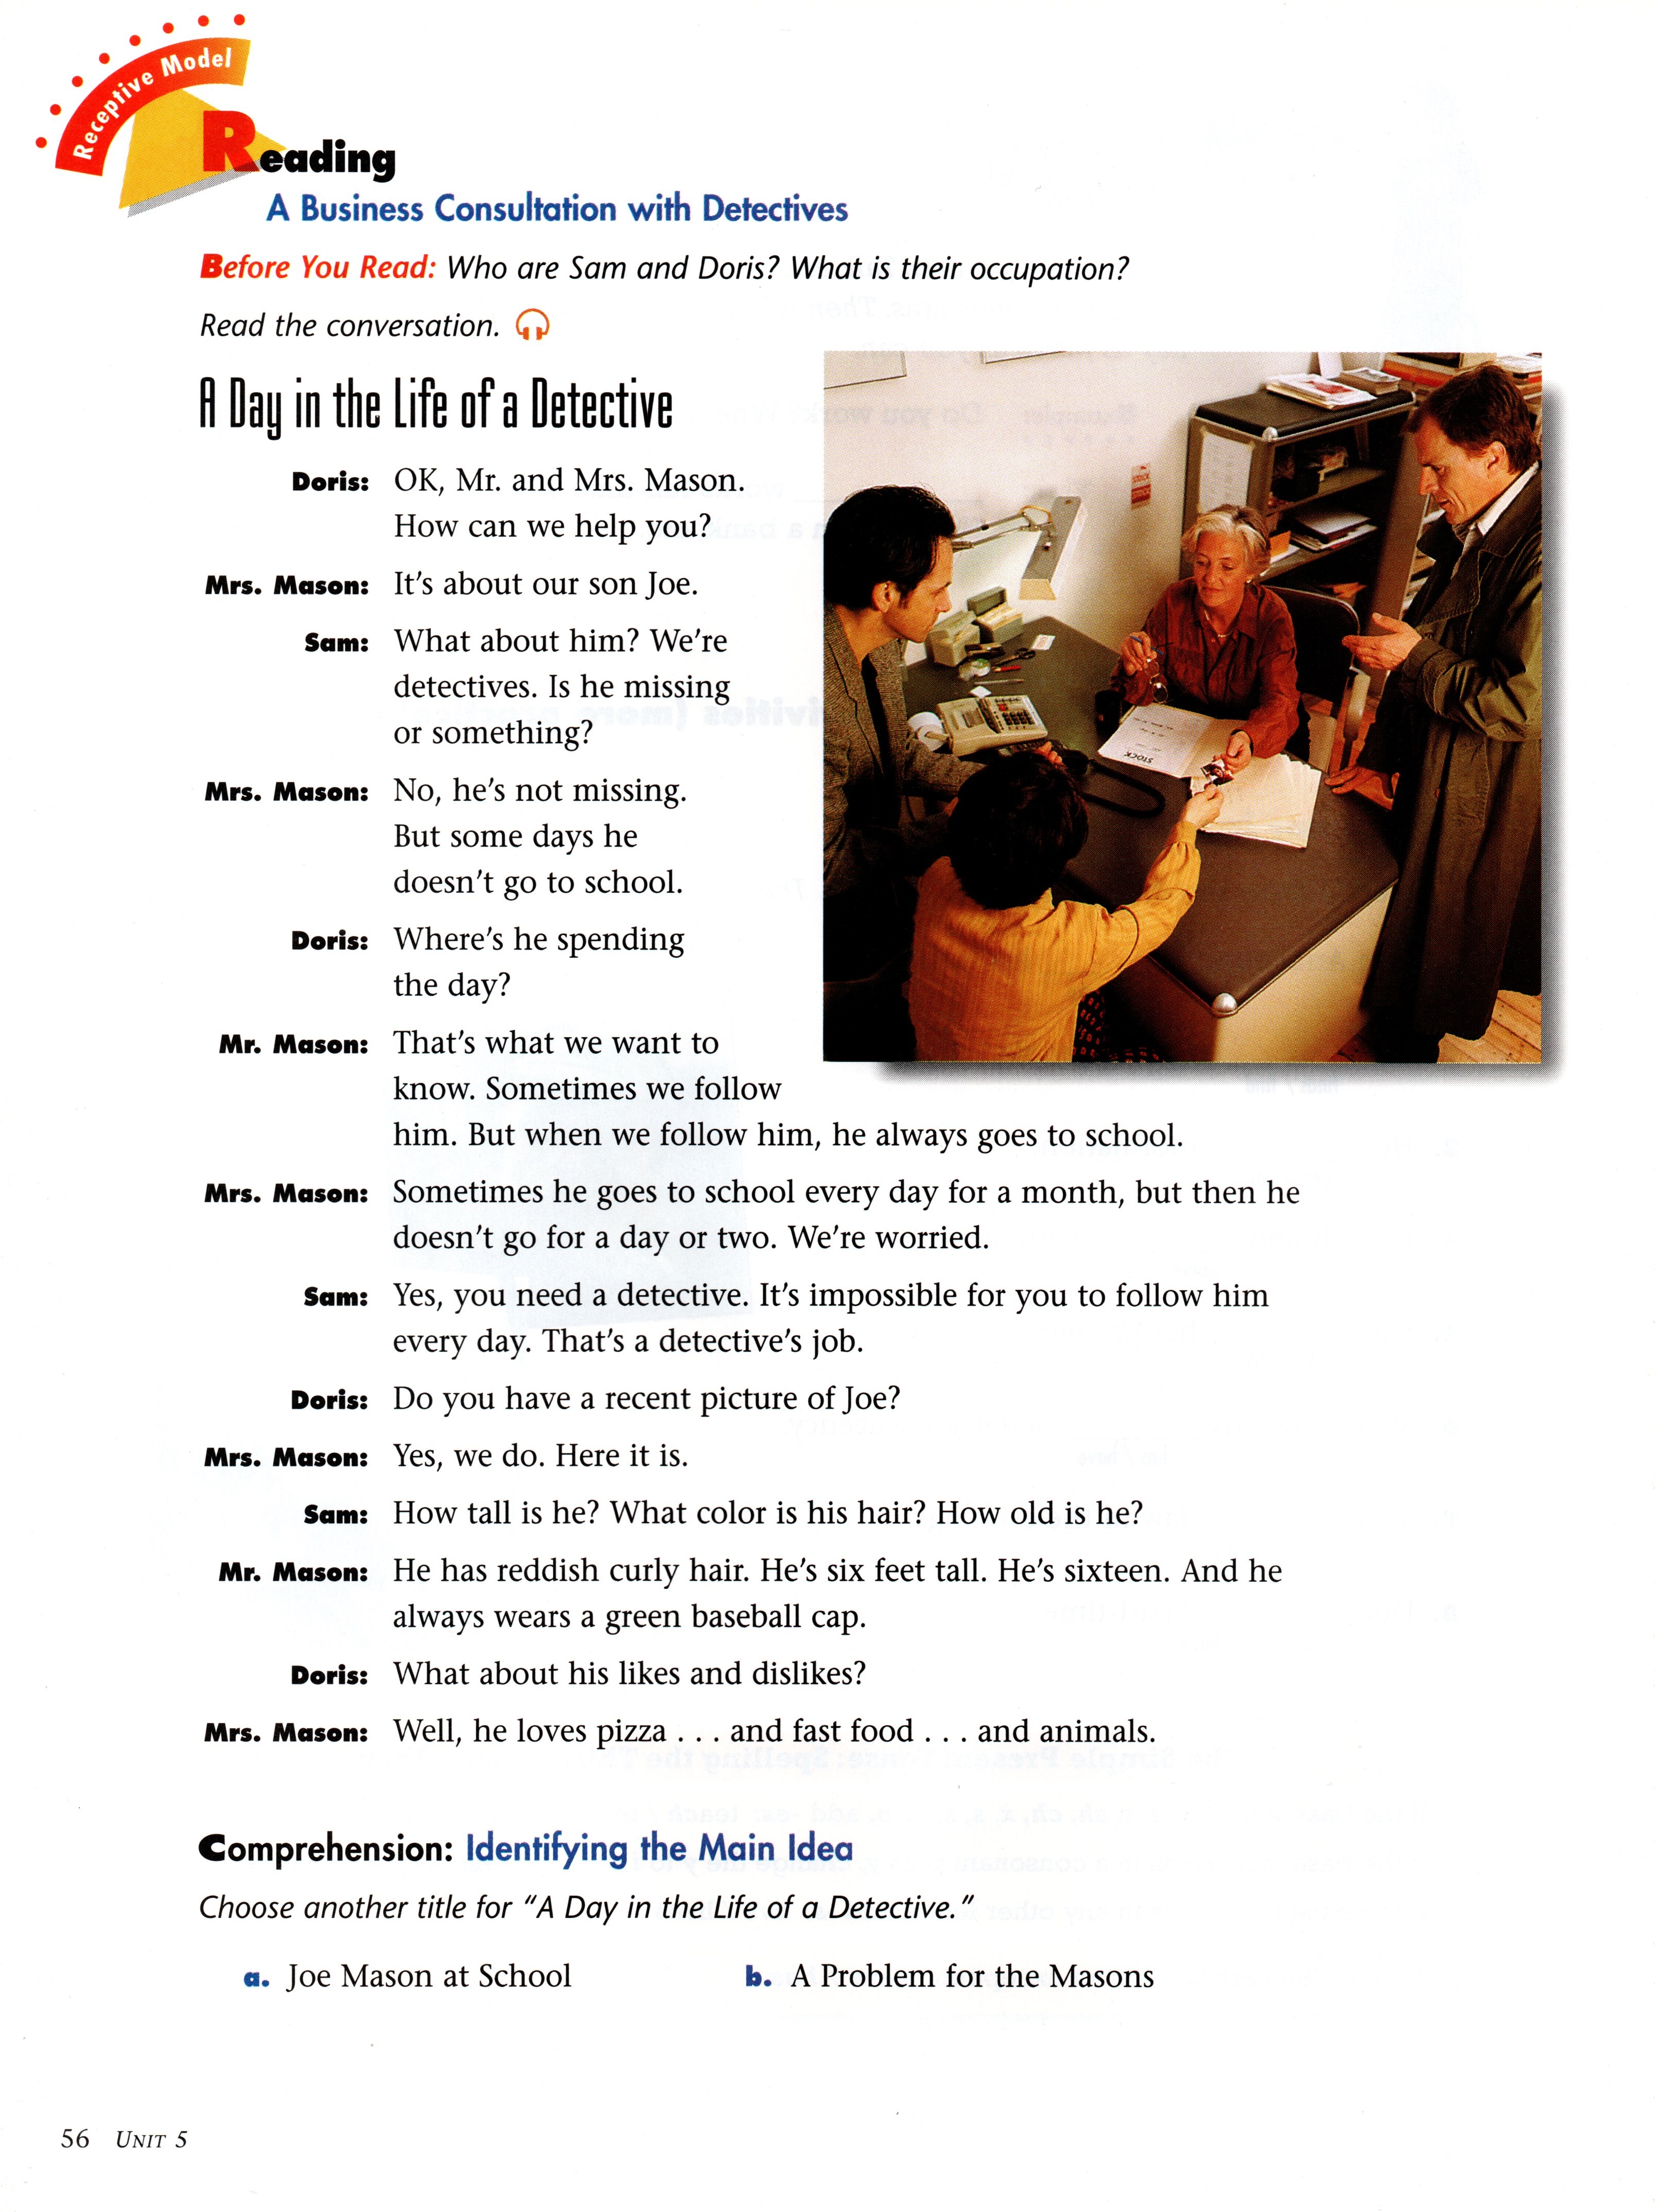 Receptive Model
Reading
A Business Consultation with Detectives
Before You Read: Who are Sam and Doris? What is their occupation?
Read the conversation.
A Day in the Life of a Detective
Doris: OK, Mr. and Mrs. Mason.
How can we help you?
Mrs. Mason: It's about our son Joe.
Sam: What about him? We're
detectives. Is he missing
or something?
Mrs. Mason: No, he's not missing.
But some days he
doesn't go to school.
Doris: Where's he spending
the day?
Mr. Mason: That's what we want to
know. Sometimes we follow
him. But when we follow him, he always goes to school.
Mrs. Mason: Sometimes he goes to school every day for a month, but then he
doesn't go for a day or two. We're worried.
Sam: Yes, you need a detective. It's impossible for you to follow him
every day. That's a detective's job.
Doris: Do you have a recent picture of Joe?
Mrs. Mason: Yes, we do. Here it is.
Sam: How tall is he? What color is his hair? How old is he?
Mr. Mason: He has reddish curly hair. He's six feet tall. He's sixteen. And he
always wears a green baseball cap.
Doris: What about his likes and dislikes?
Mrs. Mason: Well, he loves pizza . . . and fast food . . . and animals.
STOCK
Comprehension: Identifying the Main Idea
Choose another title for "A Day in the Life of a Detective."
a. Joe Mason at School b. A Problem for the Masons
56 UNIT 5